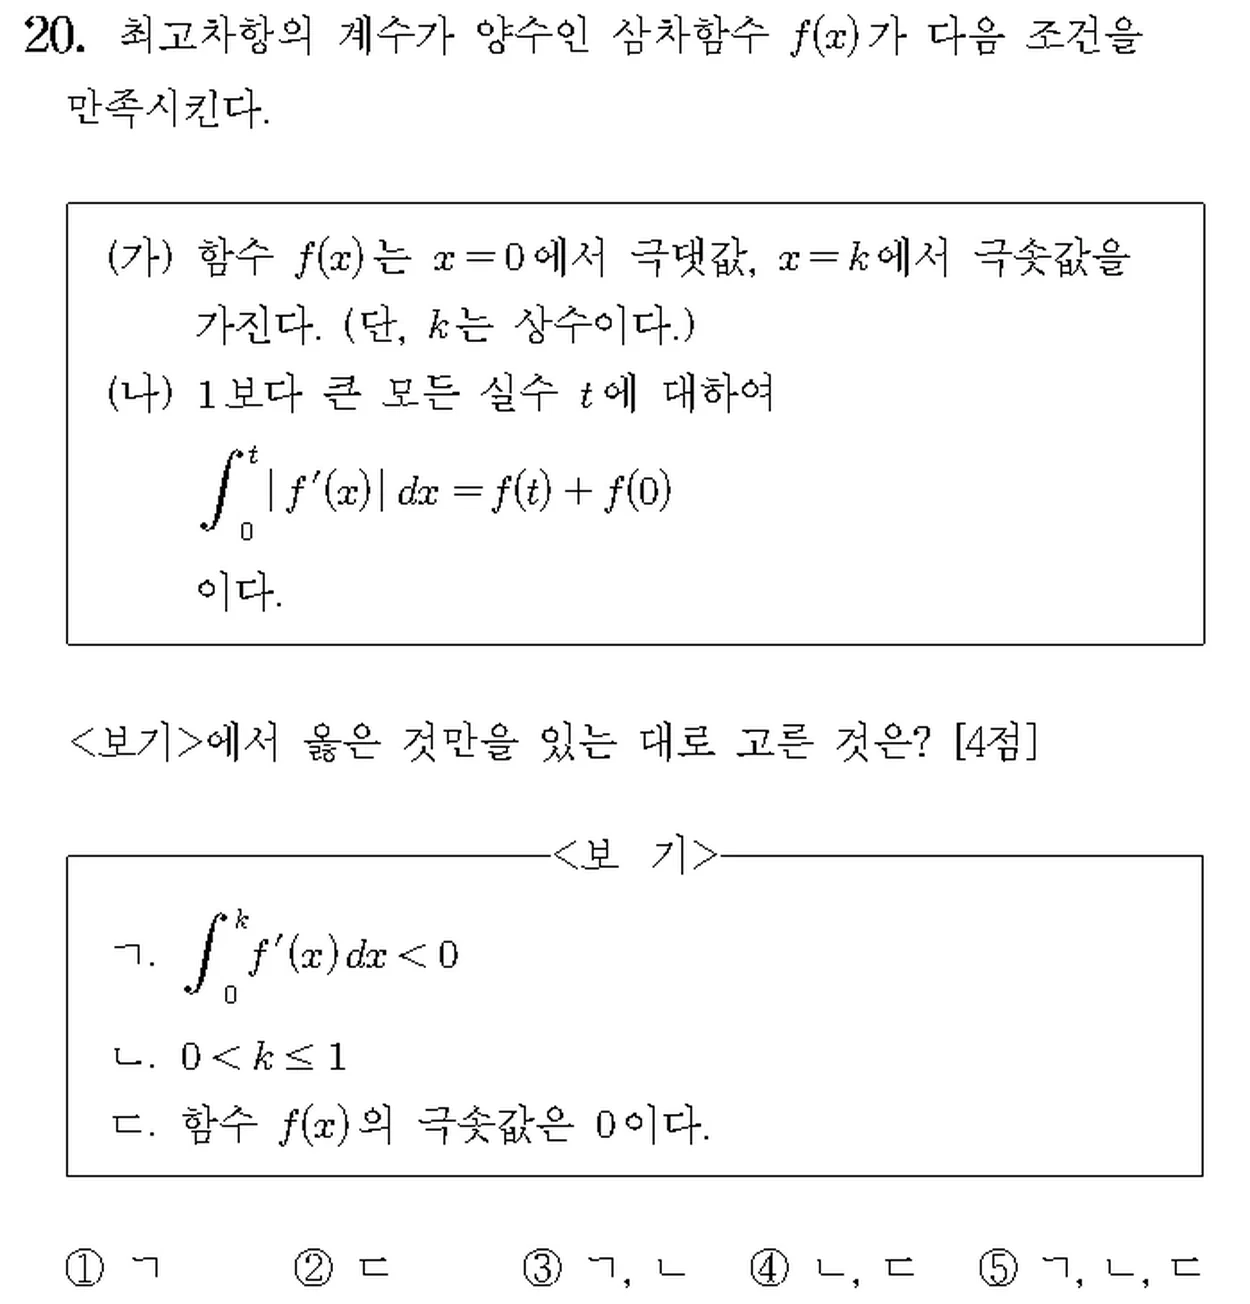 20. 최고차항의 계수가 양수인 삼차함수 f(x)가 다음 조건을
만족시킨다.
(가) 함수 f(x)는 x=0에서 극댓값, x=k에서 극솟값을
가진다. (단, k는 상수이다.)
(나) 1보다 큰 모든 실수 t에 대하여
∫₀ᵗ |f′(x)| dx = f(t) + f(0)
이다.
<보기>에서 옳은 것만을 있는 대로 고른 것은? [4점]
<보 기>
ㄱ. ∫₀ᵏ f′(x) dx < 0
ㄴ. 0 < k ≤ 1
ㄷ. 함수 f(x)의 극솟값은 0이다.
① ㄱ ② ㄷ ③ ㄱ, ㄴ ④ ㄴ, ㄷ ⑤ ㄱ, ㄴ, ㄷ